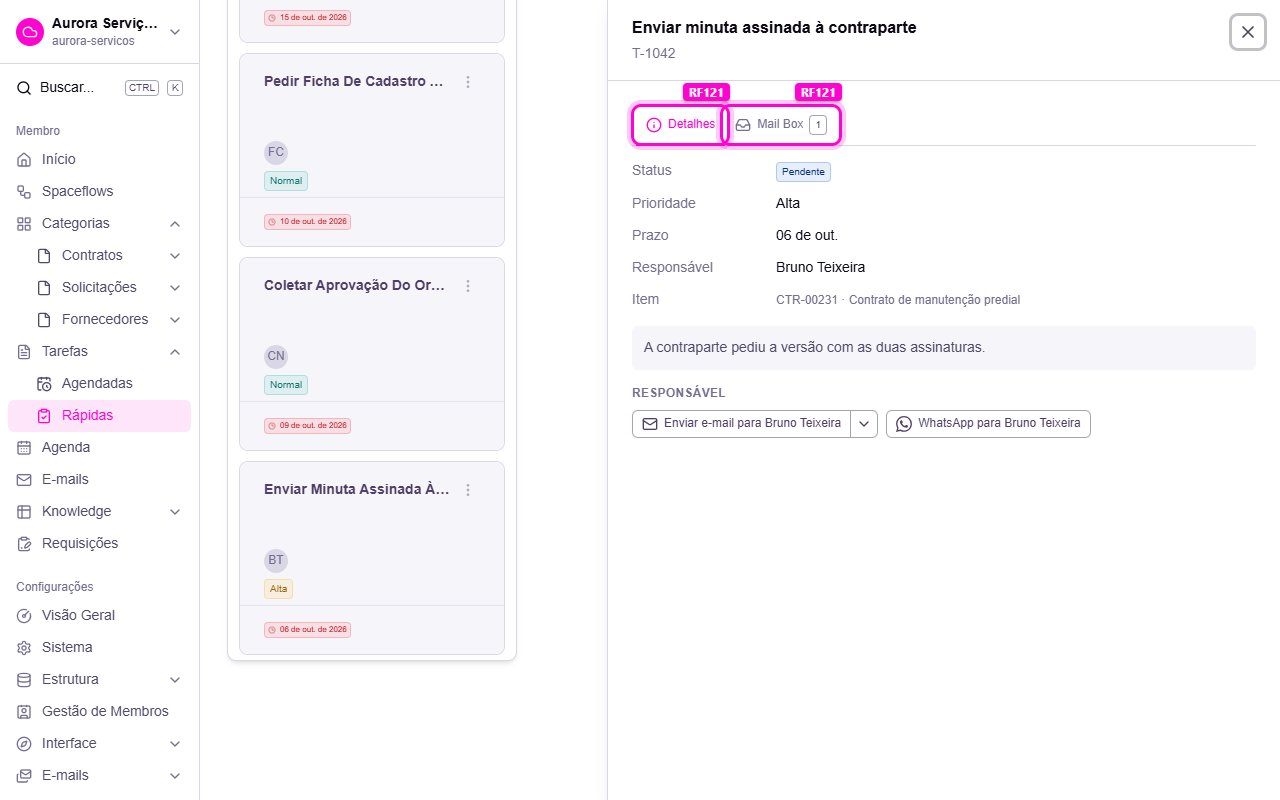 Aurora Serviç...
aurora-servicos
Buscar...
CTRL
K
Membro
Início
Spaceflows
Categorias
Contratos
Solicitações
Fornecedores
Tarefas
Agendadas
Rápidas
Agenda
E-mails
Knowledge
Requisições
Configurações
Visão Geral
Sistema
Estrutura
Gestão de Membros
Interface
E-mails
15 de out. de 2026
Pedir Ficha De Cadastro ...
FC
Normal
10 de out. de 2026
Coletar Aprovação Do Or...
CN
Normal
09 de out. de 2026
Enviar Minuta Assinada À...
BT
Alta
06 de out. de 2026
Enviar minuta assinada à contraparte
T-1042
RF121
RF121
Detalhes
Mail Box 1
Status
Pendente
Prioridade
Alta
Prazo
06 de out.
Responsável
Bruno Teixeira
Item
CTR-00231 · Contrato de manutenção predial
A contraparte pediu a versão com as duas assinaturas.
RESPONSÁVEL
Enviar e-mail para Bruno Teixeira
WhatsApp para Bruno Teixeira